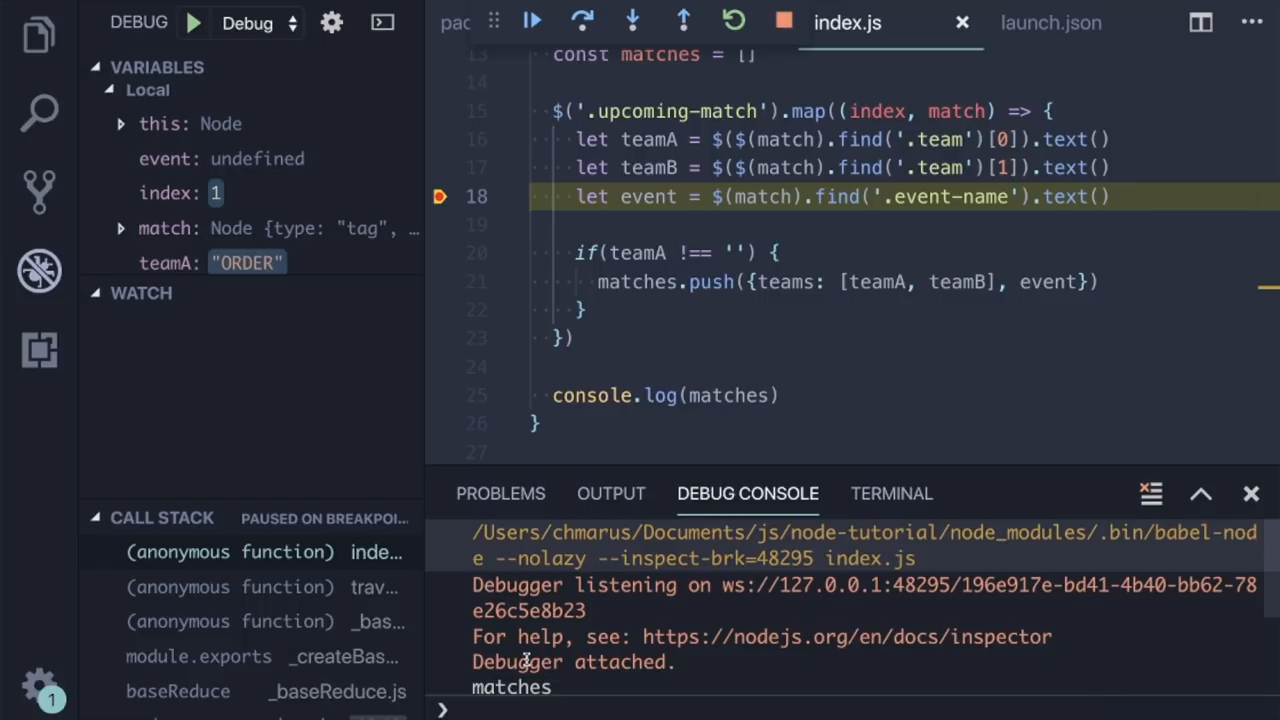 DEBUG
Debug
VARIABLES
Local
this: Node
event: undefined
index: 1
match: Node {type: "tag", …
teamA: "ORDER"
WATCH
CALL STACK PAUSED ON BREAKPOI...
(anonymous function) inde...
(anonymous function) trav...
(anonymous function) _bas...
module.exports _createBas...
baseReduce _baseReduce.js
1
pac
index.js
launch.json
13 const matches = []
14
15 $('.upcoming-match').map((index, match) => {
16 let teamA = $($(match).find('.team')[0]).text()
17 let teamB = $($(match).find('.team')[1]).text()
18 let event = $(match).find('.event-name').text()
19
20 if(teamA !== '') {
21 matches.push({teams: [teamA, teamB], event})
22 }
23 })
24
25 console.log(matches)
26 }
27
PROBLEMS OUTPUT DEBUG CONSOLE TERMINAL
/Users/chmarus/Documents/js/node-tutorial/node_modules/.bin/babel-nod
e --nolazy --inspect-brk=48295 index.js
Debugger listening on ws://127.0.0.1:48295/196e917e-bd41-4b40-bb62-78
e26c5e8b23
For help, see: https://nodejs.org/en/docs/inspector
Debugger attached.
matches